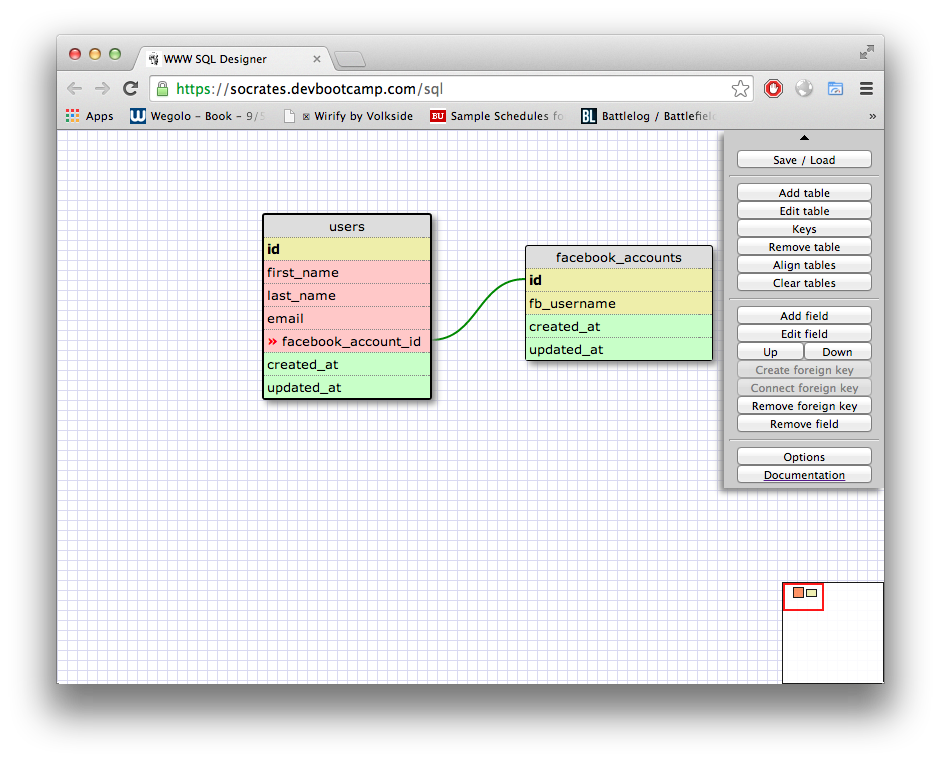 WWW SQL Designer
https://socrates.devbootcamp.com/sql
Apps Wegolo – Book – 9/5 Wirify by Volkside BU Sample Schedules fo BL Battlelog / Battlefiel »
Save / Load
Add table
Edit table
Keys
Remove table
Align tables
Clear tables
Add field
Edit field
Up Down
Create foreign key
Connect foreign key
Remove foreign key
Remove field
Options
Documentation
users
id
first_name
last_name
email
» facebook_account_id
created_at
updated_at
facebook_accounts
id
fb_username
created_at
updated_at